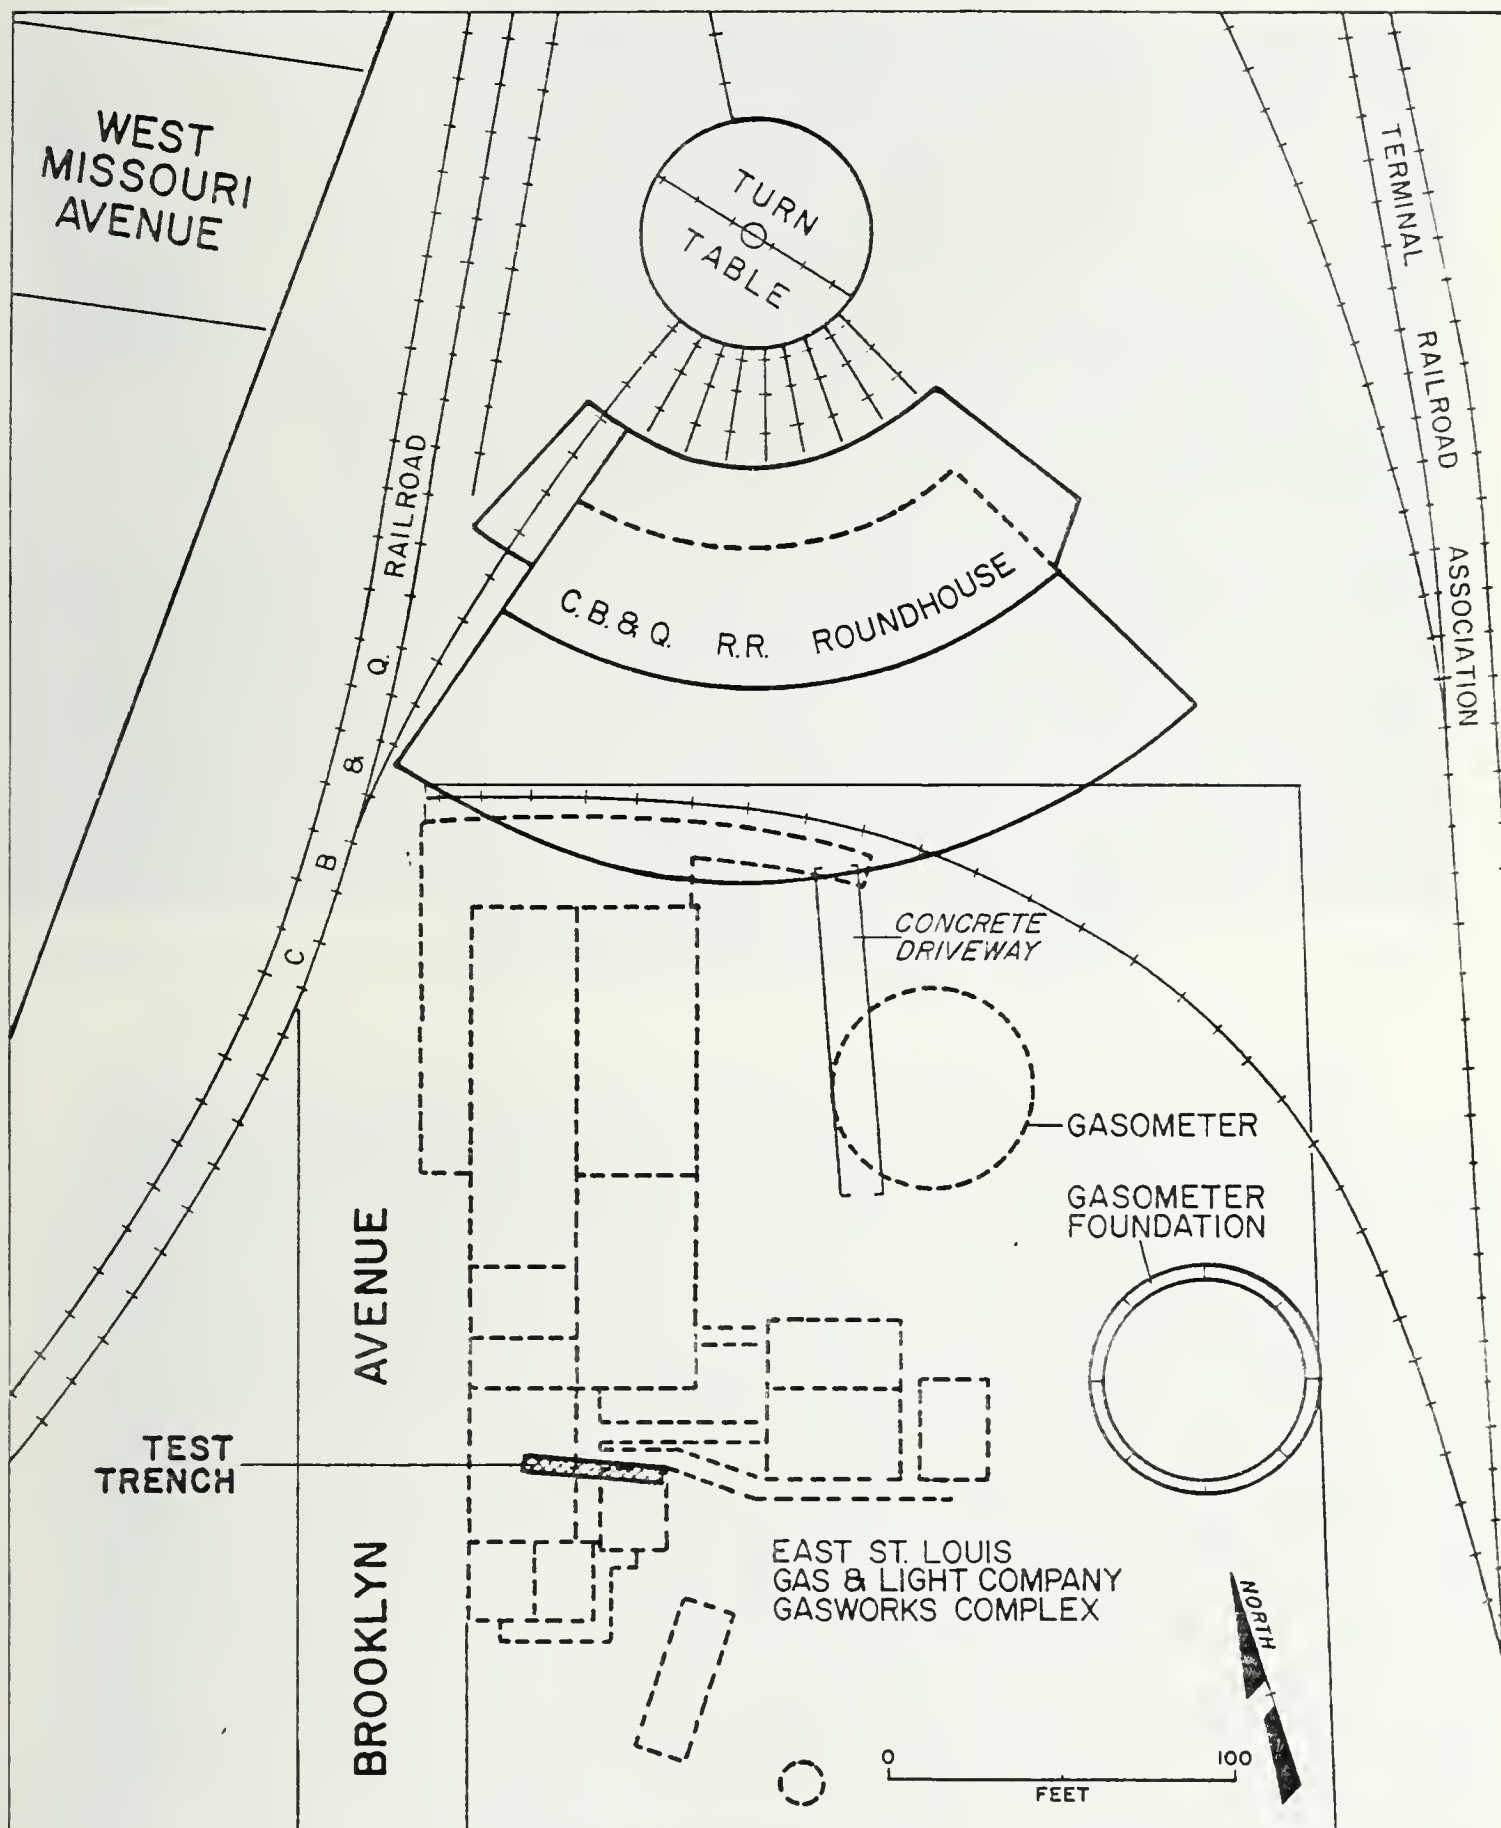 WEST
MISSOURI
AVENUE
TURN
TABLE
TERMINAL RAILROAD ASSOCIATION
C B & Q. RAILROAD
C.B. & Q. R.R. ROUNDHOUSE
CONCRETE
DRIVEWAY
GASOMETER
GASOMETER
FOUNDATION
BROOKLYN AVENUE
TEST
TRENCH
EAST ST. LOUIS
GAS & LIGHT COMPANY
GASWORKS COMPLEX
NORTH
0 100
FEET